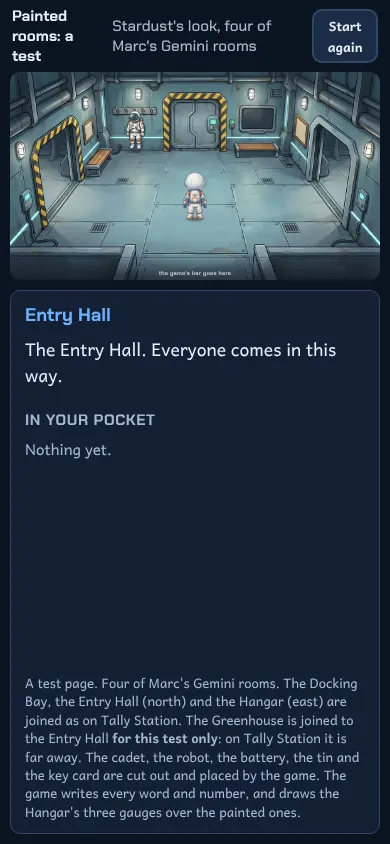 Painted
rooms: a
test
Stardust's look, four of
Marc's Gemini rooms
Start
again
the game's bar goes here
Entry Hall
The Entry Hall. Everyone comes in this
way.
IN YOUR POCKET
Nothing yet.
A test page. Four of Marc's Gemini rooms. The Docking
Bay, the Entry Hall (north) and the Hangar (east) are
joined as on Tally Station. The Greenhouse is joined to
the Entry Hall for this test only: on Tally Station it is
far away. The cadet, the robot, the battery, the tin and
the key card are cut out and placed by the game. The
game writes every word and number, and draws the
Hangar's three gauges over the painted ones.